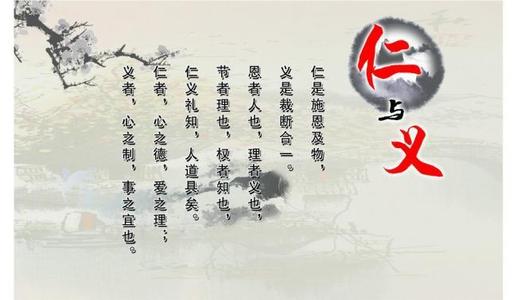 仁与义
仁是施恩及物，
义是裁断合一。
恩者人也，理者义也，
节者理也，权者知也，
仁义礼知，人道具矣。
仁者，心之德，爱之理；
义者，心之制，事之宜也。